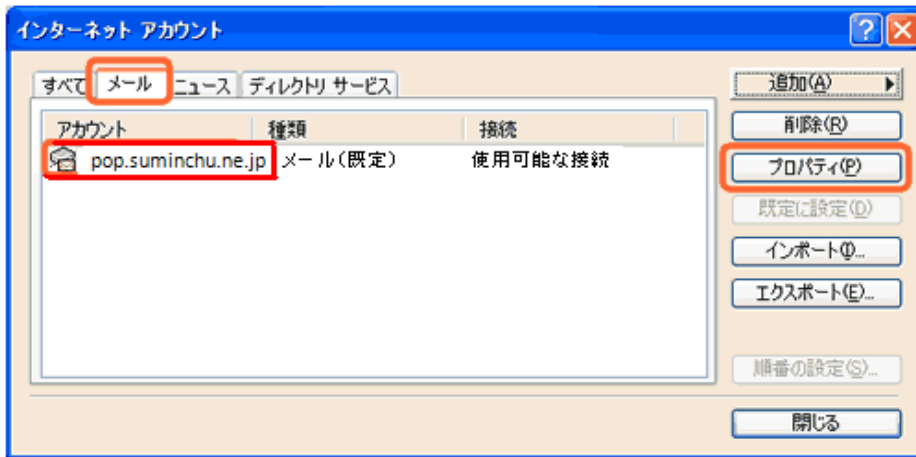 インターネット アカウント
すべて メール ニュース ディレクトリ サービス
アカウント 種類 接続
pop.suminchu.ne.jp メール(既定) 使用可能な接続
追加(A)
削除(R)
プロパティ(P)
既定に設定(D)
インポート(I)...
エクスポート(E)...
順番の設定(S)...
閉じる